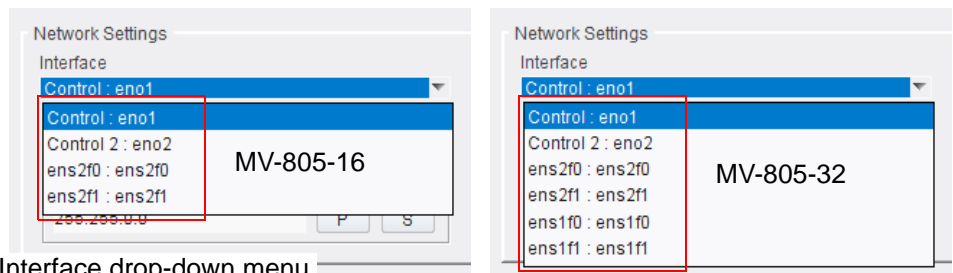 Network Settings
Interface
Control : eno1
Control : eno1
Control 2 : eno2
ens2f0 : ens2f0
ens2f1 : ens2f1
MV-805-16
P S
Interface drop-down menu
Network Settings
Interface
Control : eno1
Control : eno1
Control 2 : eno2
ens2f0 : ens2f0
ens2f1 : ens2f1
ens1f0 : ens1f0
ens1f1 : ens1f1
MV-805-32